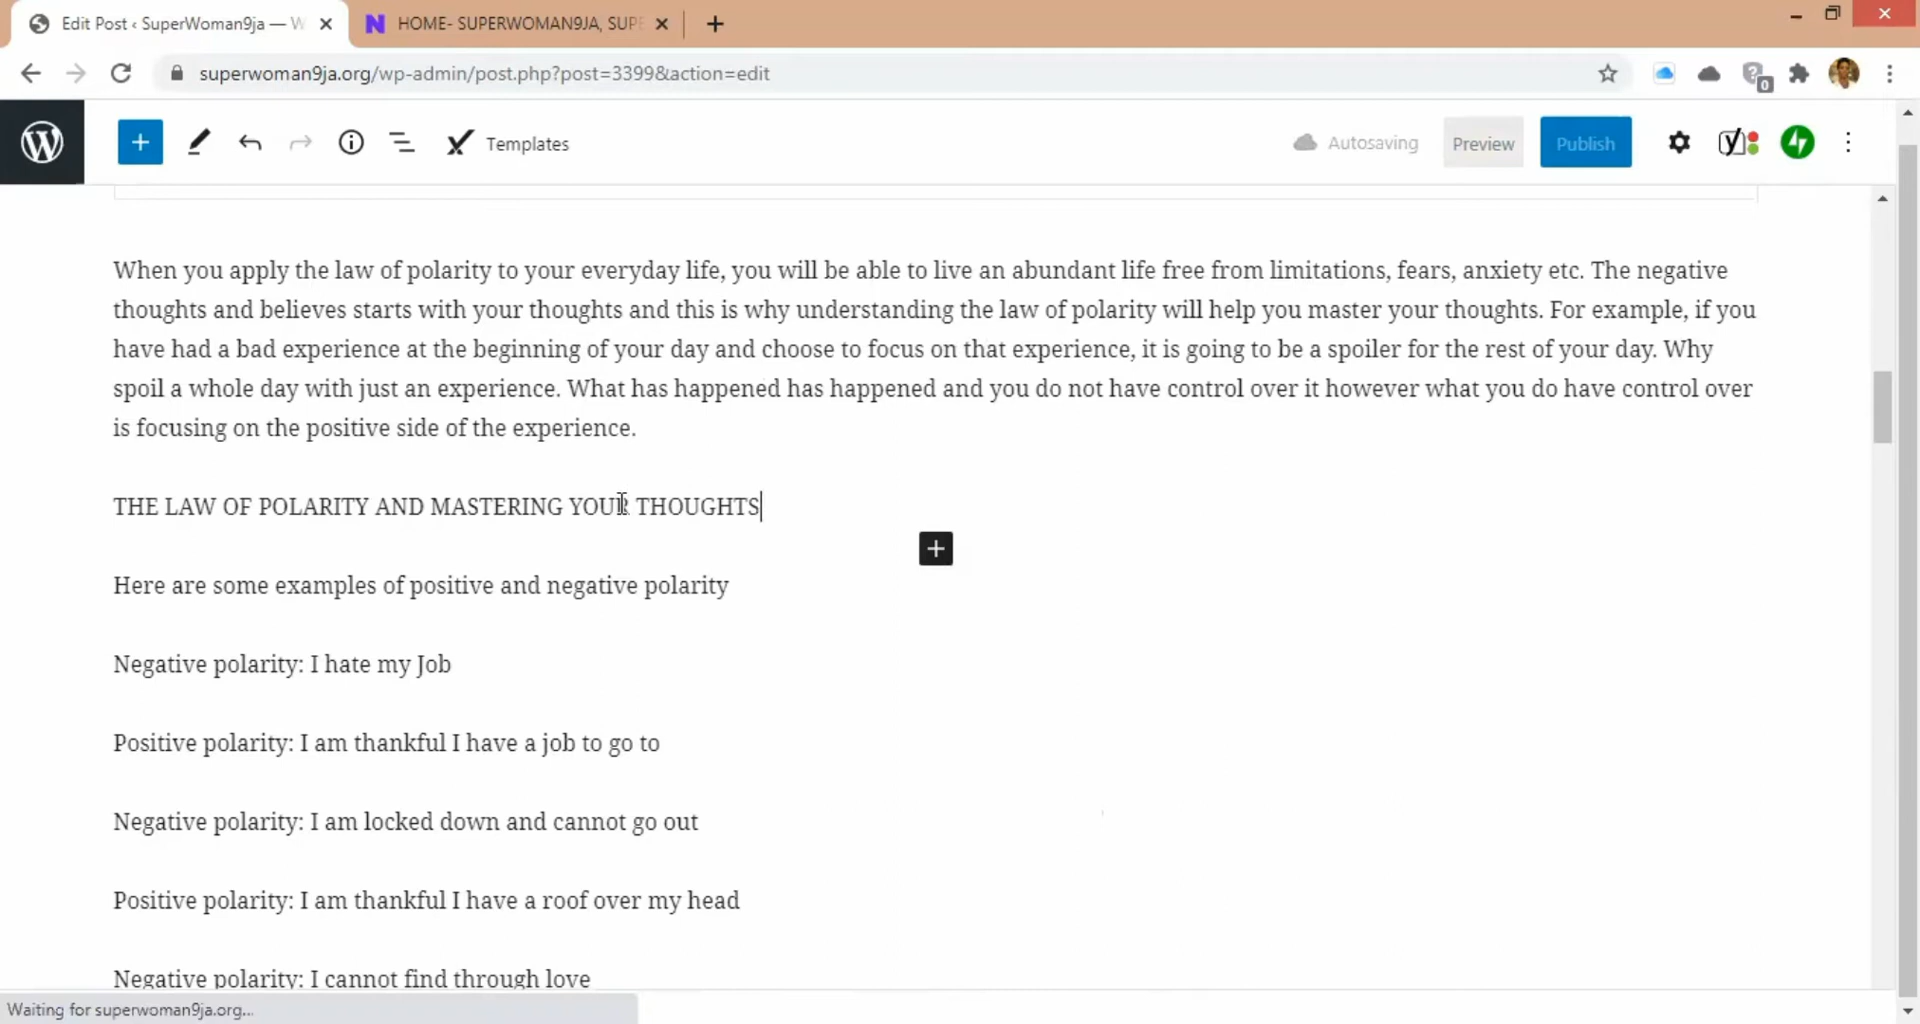 Edit Post ‹ SuperWoman9ja — W
HOME- SUPERWOMAN9JA, SUPE
superwoman9ja.org/wp-admin/post.php?post=3399&action=edit
0
Templates
Autosaving
Preview
Publish
When you apply the law of polarity to your everyday life, you will be able to live an abundant life free from limitations, fears, anxiety etc. The negative
thoughts and believes starts with your thoughts and this is why understanding the law of polarity will help you master your thoughts. For example, if you
have had a bad experience at the beginning of your day and choose to focus on that experience, it is going to be a spoiler for the rest of your day. Why
spoil a whole day with just an experience. What has happened has happened and you do not have control over it however what you do have control over
is focusing on the positive side of the experience.
THE LAW OF POLARITY AND MASTERING YOUR THOUGHTS
Here are some examples of positive and negative polarity
Negative polarity: I hate my Job
Positive polarity: I am thankful I have a job to go to
Negative polarity: I am locked down and cannot go out
Positive polarity: I am thankful I have a roof over my head
Negative polarity: I cannot find through love
Waiting for superwoman9ja.org...